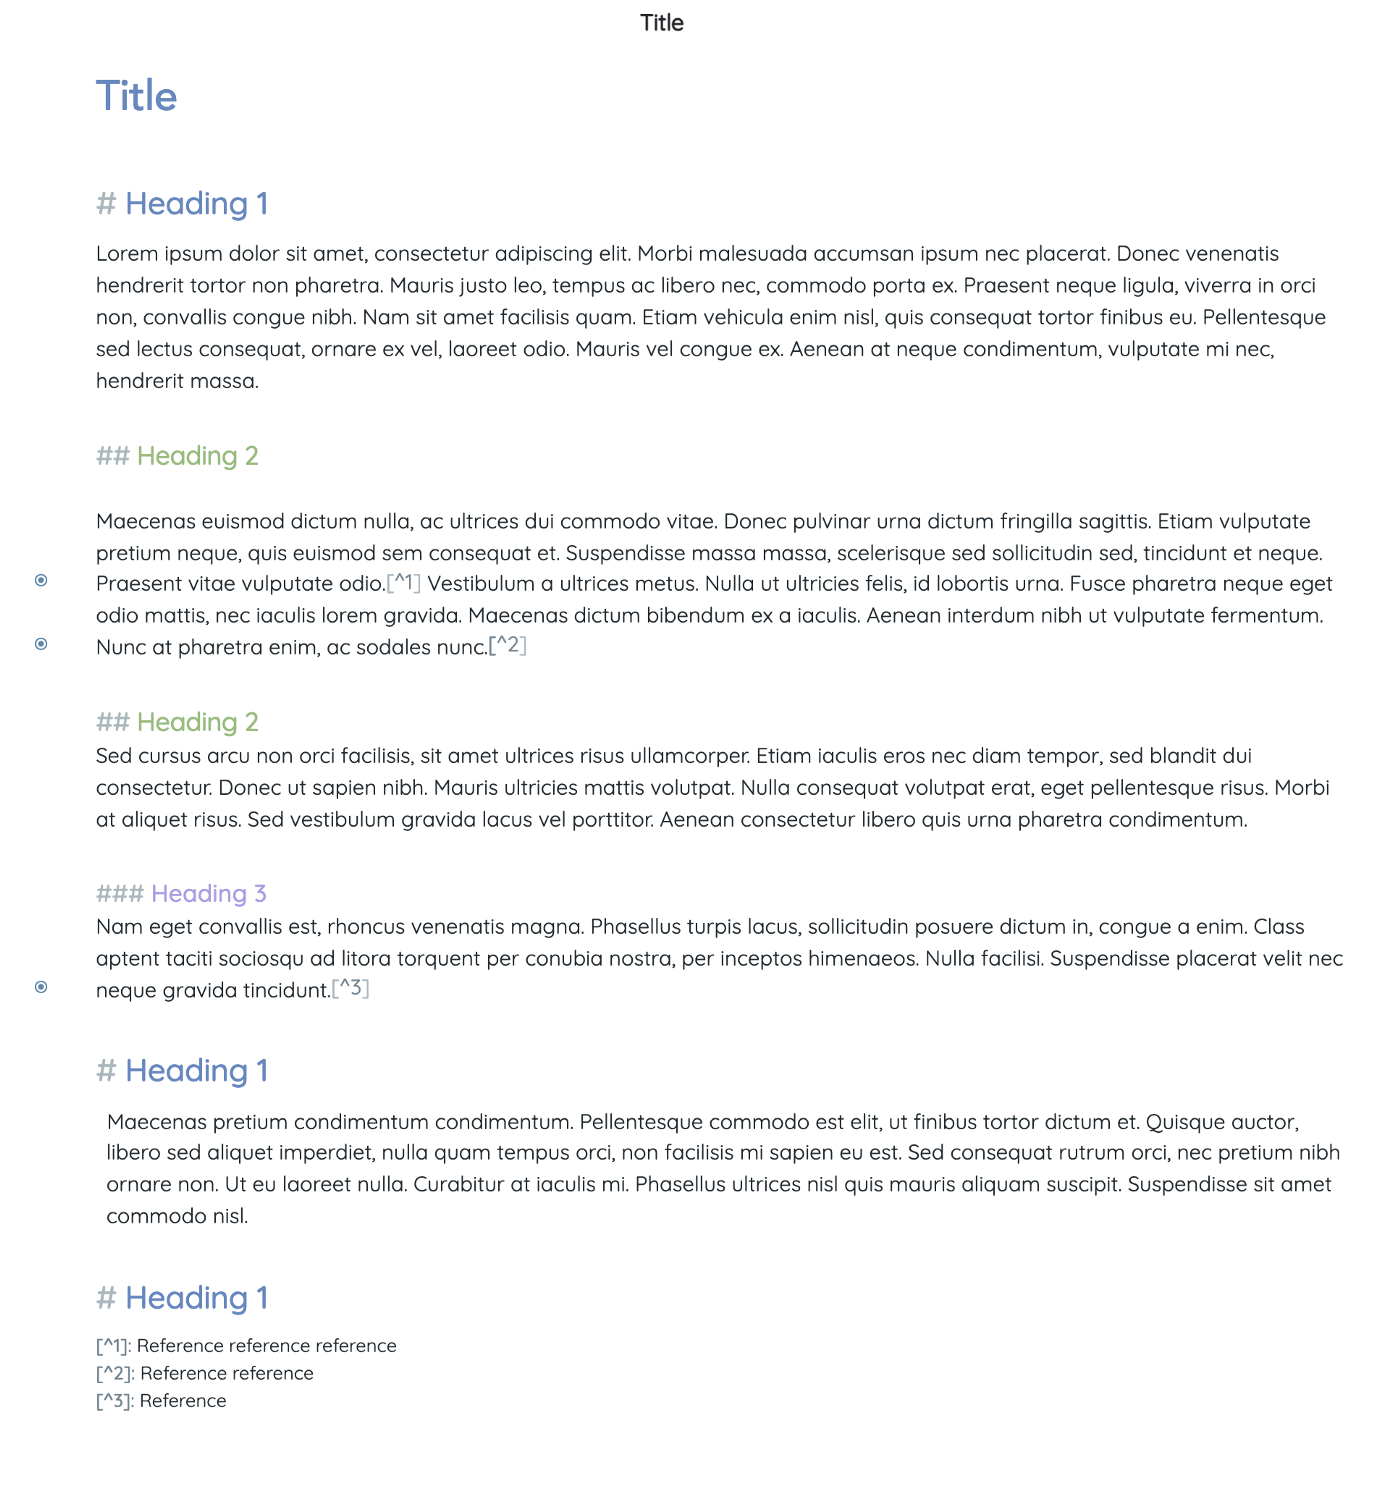 Title
Title
# Heading 1
Lorem ipsum dolor sit amet, consectetur adipiscing elit. Morbi malesuada accumsan ipsum nec placerat. Donec venenatis
hendrerit tortor non pharetra. Mauris justo leo, tempus ac libero nec, commodo porta ex. Praesent neque ligula, viverra in orci
non, convallis congue nibh. Nam sit amet facilisis quam. Etiam vehicula enim nisl, quis consequat tortor finibus eu. Pellentesque
sed lectus consequat, ornare ex vel, laoreet odio. Mauris vel congue ex. Aenean at neque condimentum, vulputate mi nec,
hendrerit massa.
## Heading 2
Maecenas euismod dictum nulla, ac ultrices dui commodo vitae. Donec pulvinar urna dictum fringilla sagittis. Etiam vulputate
pretium neque, quis euismod sem consequat et. Suspendisse massa massa, scelerisque sed sollicitudin sed, tincidunt et neque.
Praesent vitae vulputate odio.[^1] Vestibulum a ultrices metus. Nulla ut ultricies felis, id lobortis urna. Fusce pharetra neque eget
odio mattis, nec iaculis lorem gravida. Maecenas dictum bibendum ex a iaculis. Aenean interdum nibh ut vulputate fermentum.
Nunc at pharetra enim, ac sodales nunc.[^2]
## Heading 2
Sed cursus arcu non orci facilisis, sit amet ultrices risus ullamcorper. Etiam iaculis eros nec diam tempor, sed blandit dui
consectetur. Donec ut sapien nibh. Mauris ultricies mattis volutpat. Nulla consequat volutpat erat, eget pellentesque risus. Morbi
at aliquet risus. Sed vestibulum gravida lacus vel porttitor. Aenean consectetur libero quis urna pharetra condimentum.
### Heading 3
Nam eget convallis est, rhoncus venenatis magna. Phasellus turpis lacus, sollicitudin posuere dictum in, congue a enim. Class
aptent taciti sociosqu ad litora torquent per conubia nostra, per inceptos himenaeos. Nulla facilisi. Suspendisse placerat velit nec
neque gravida tincidunt.[^3]
# Heading 1
Maecenas pretium condimentum condimentum. Pellentesque commodo est elit, ut finibus tortor dictum et. Quisque auctor,
libero sed aliquet imperdiet, nulla quam tempus orci, non facilisis mi sapien eu est. Sed consequat rutrum orci, nec pretium nibh
ornare non. Ut eu laoreet nulla. Curabitur at iaculis mi. Phasellus ultrices nisl quis mauris aliquam suscipit. Suspendisse sit amet
commodo nisl.
# Heading 1
[^1]: Reference reference reference
[^2]: Reference reference
[^3]: Reference